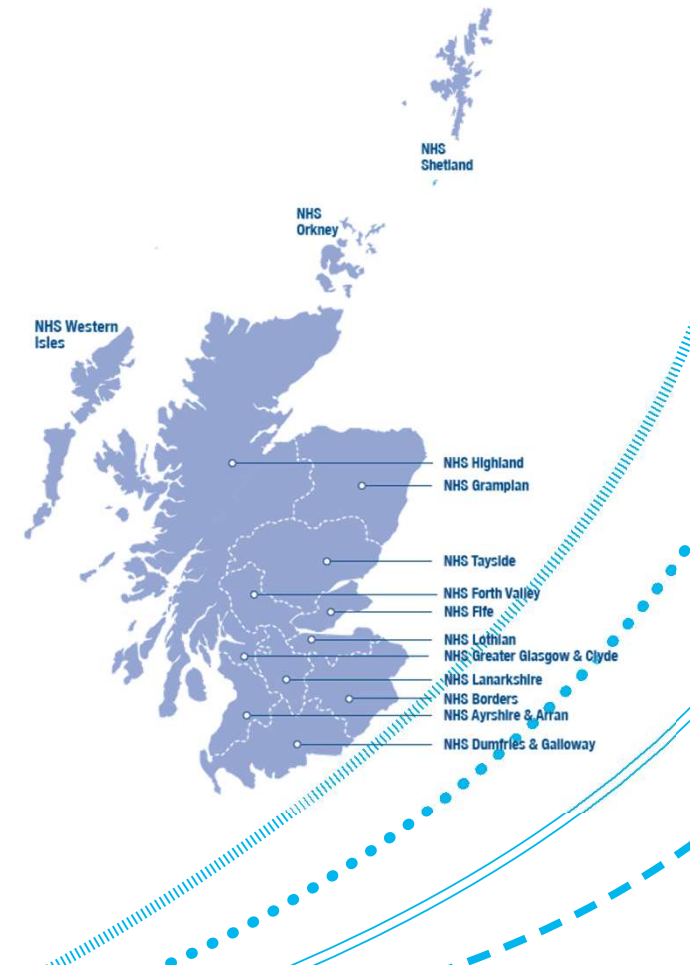 NHS
Shetland
NHS
Orkney
NHS Western
Isles
NHS Highland
NHS Grampian
NHS Tayside
NHS Forth Valley
NHS Fife
NHS Lothian
NHS Greater Glasgow & Clyde
NHS Lanarkshire
NHS Borders
NHS Ayrshire & Arran
NHS Dumfries & Galloway